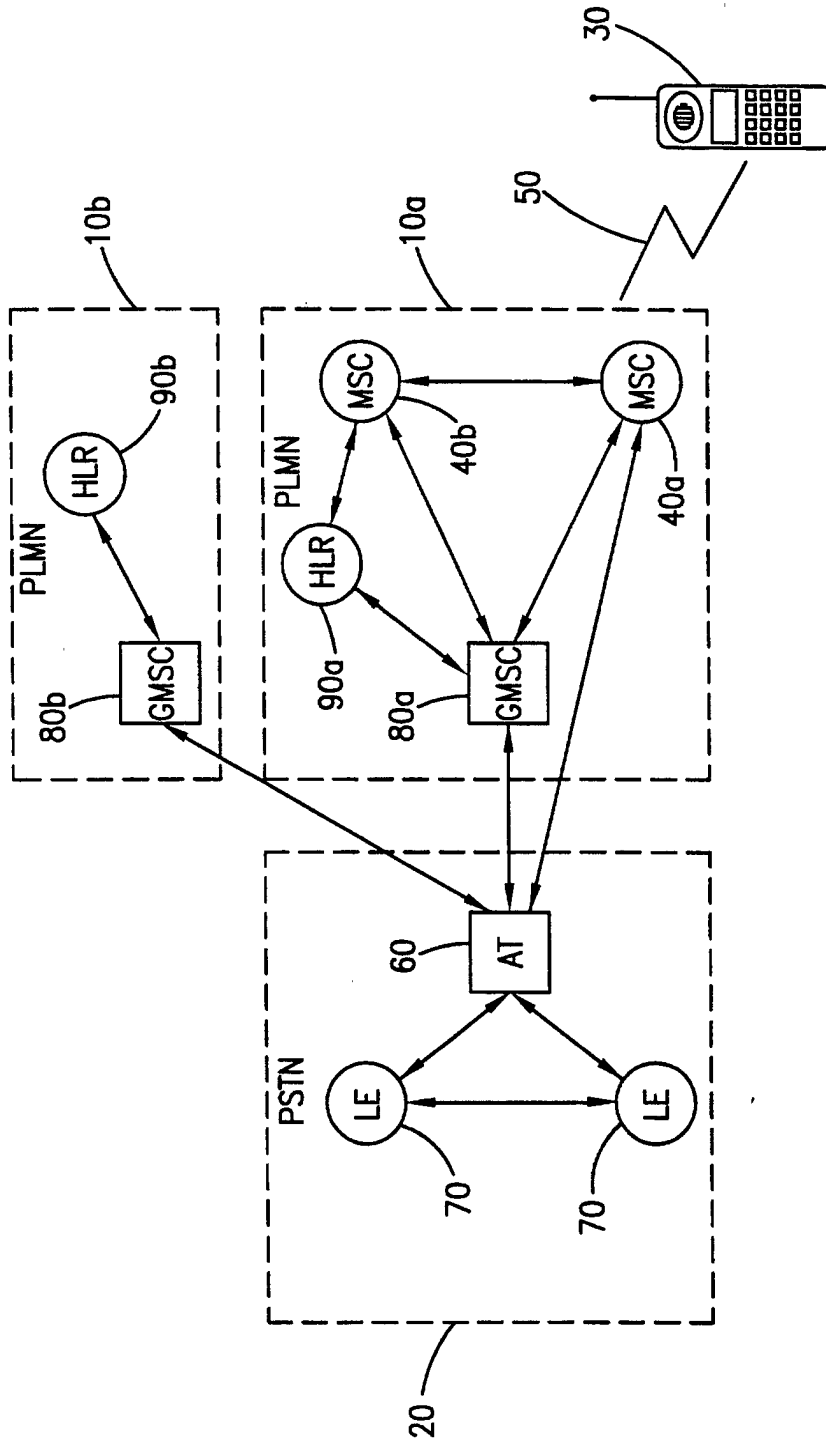 10b
PLMN
HLR
90b
80b
GMSC
10a
PLMN
HLR
90a
MSC
40b
80a
GMSC
MSC
40a
50
30
PSTN
60
AT
LE
70
LE
70
20